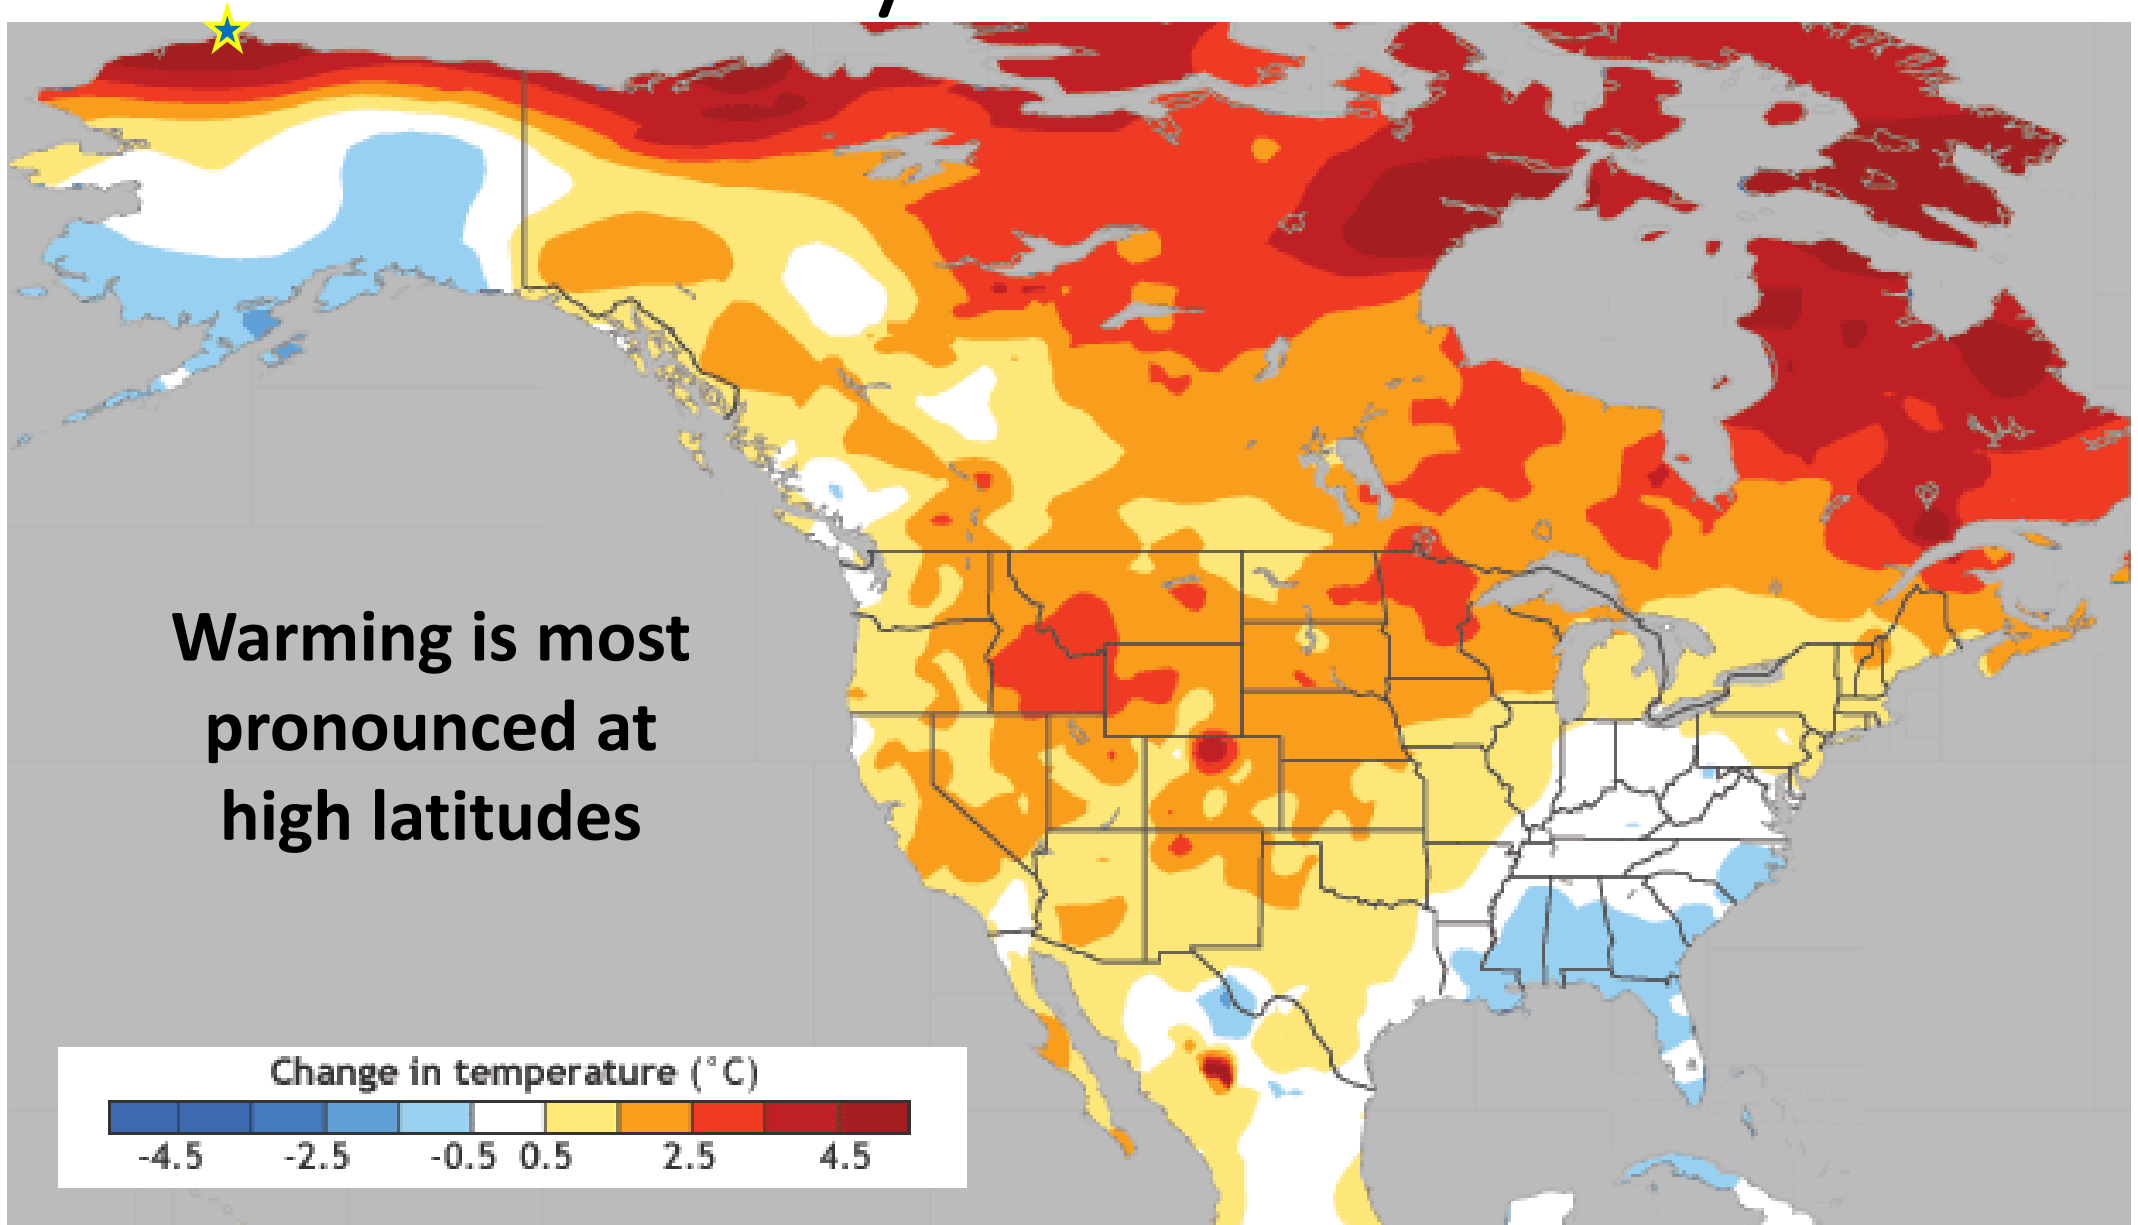 Warming is most
pronounced at
high latitudes
Change in temperature (°C)
-4.5 -2.5 -0.5 0.5 2.5 4.5